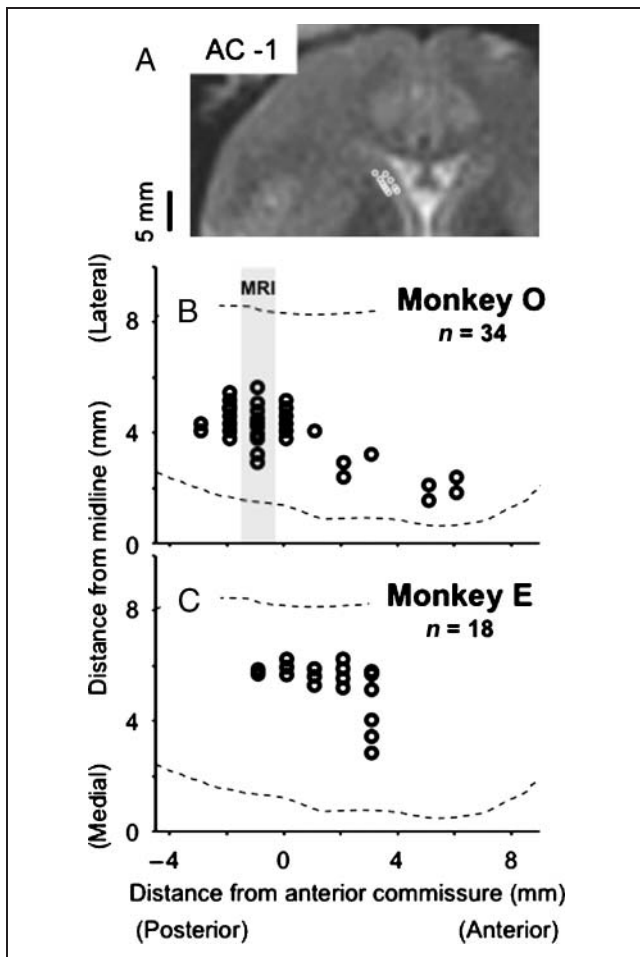 A
AC -1
5 mm
B
MRI
Monkey O
n = 34
(Lateral)
8
4
0
Distance from midline (mm)
C
Monkey E
n = 18
8
4
0
(Medial)
−4 0 4 8
Distance from anterior commissure (mm)
(Posterior) (Anterior)